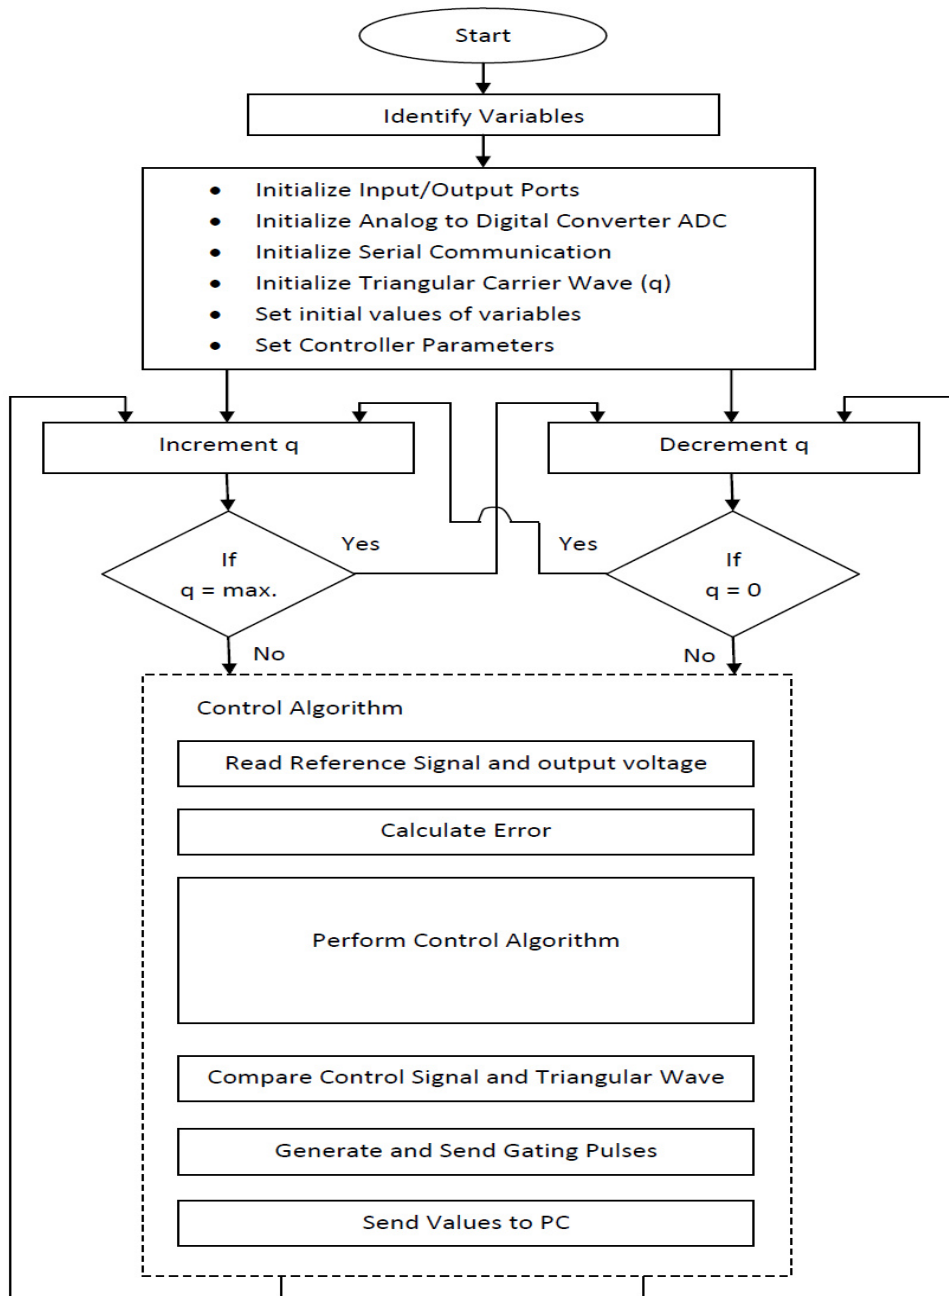 Start
Identify Variables
• Initialize Input/Output Ports
• Initialize Analog to Digital Converter ADC
• Initialize Serial Communication
• Initialize Triangular Carrier Wave (q)
• Set initial values of variables
• Set Controller Parameters
Increment q
Decrement q
If
q = max.
Yes
Yes
If
q = 0
No
No
Control Algorithm
Read Reference Signal and output voltage
Calculate Error
Perform Control Algorithm
Compare Control Signal and Triangular Wave
Generate and Send Gating Pulses
Send Values to PC